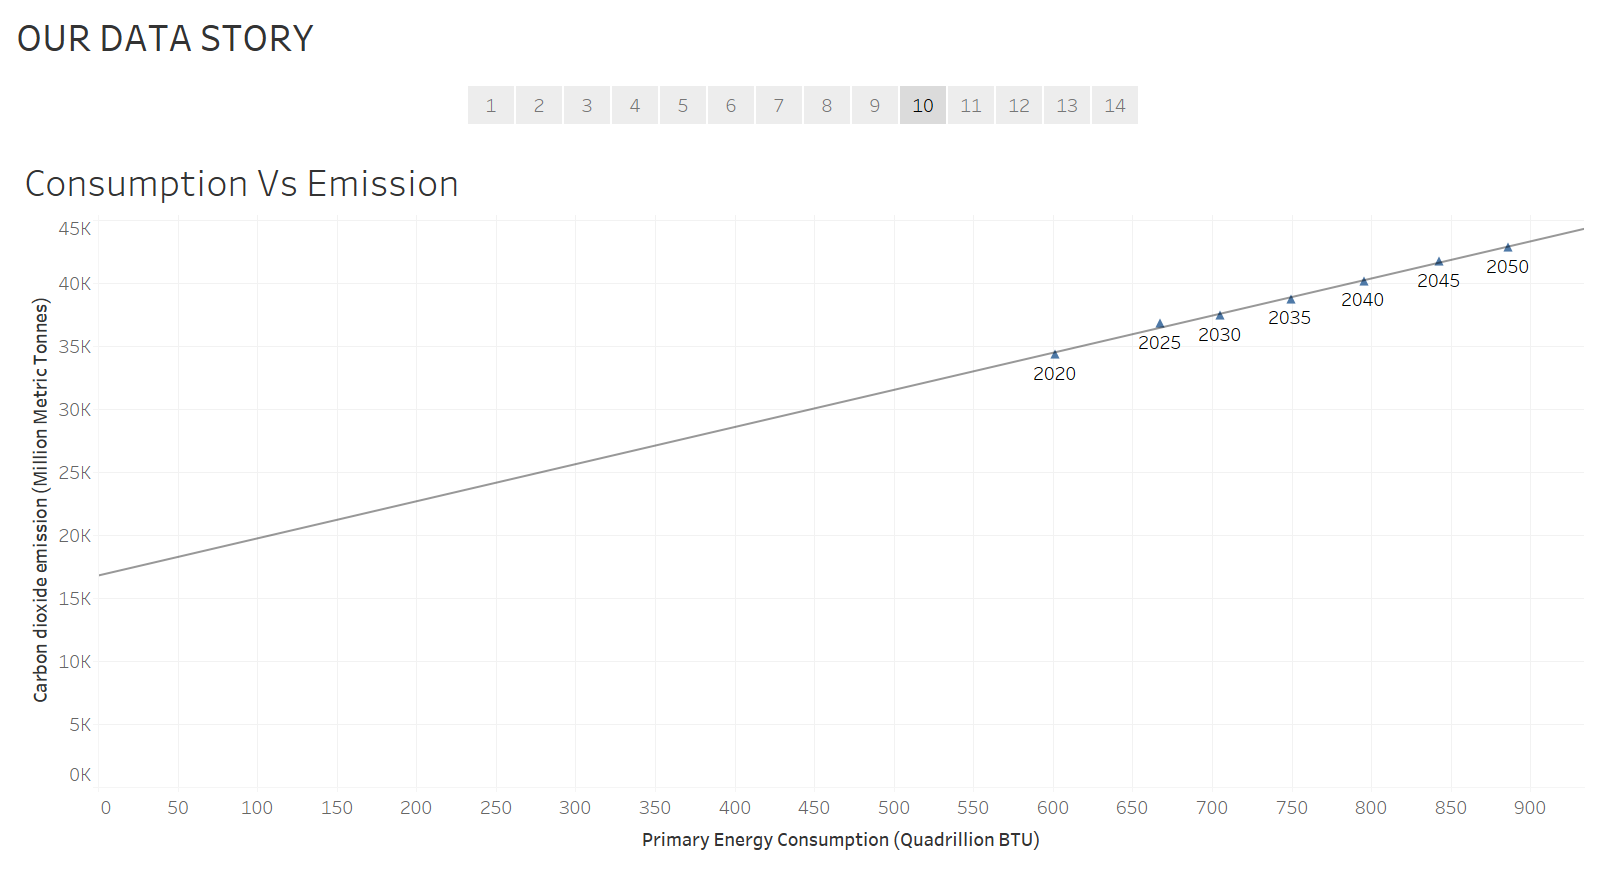 OUR DATA STORY
1 2 3 4 5 6 7 8 9 10 11 12 13 14
Consumption Vs Emission
45K
40K
35K
30K
25K
20K
15K
10K
5K
0K
Carbon dioxide emission (Million Metric Tonnes)
2020
2025
2030
2035
2040
2045
2050
0 50 100 150 200 250 300 350 400 450 500 550 600 650 700 750 800 850 900
Primary Energy Consumption (Quadrillion BTU)